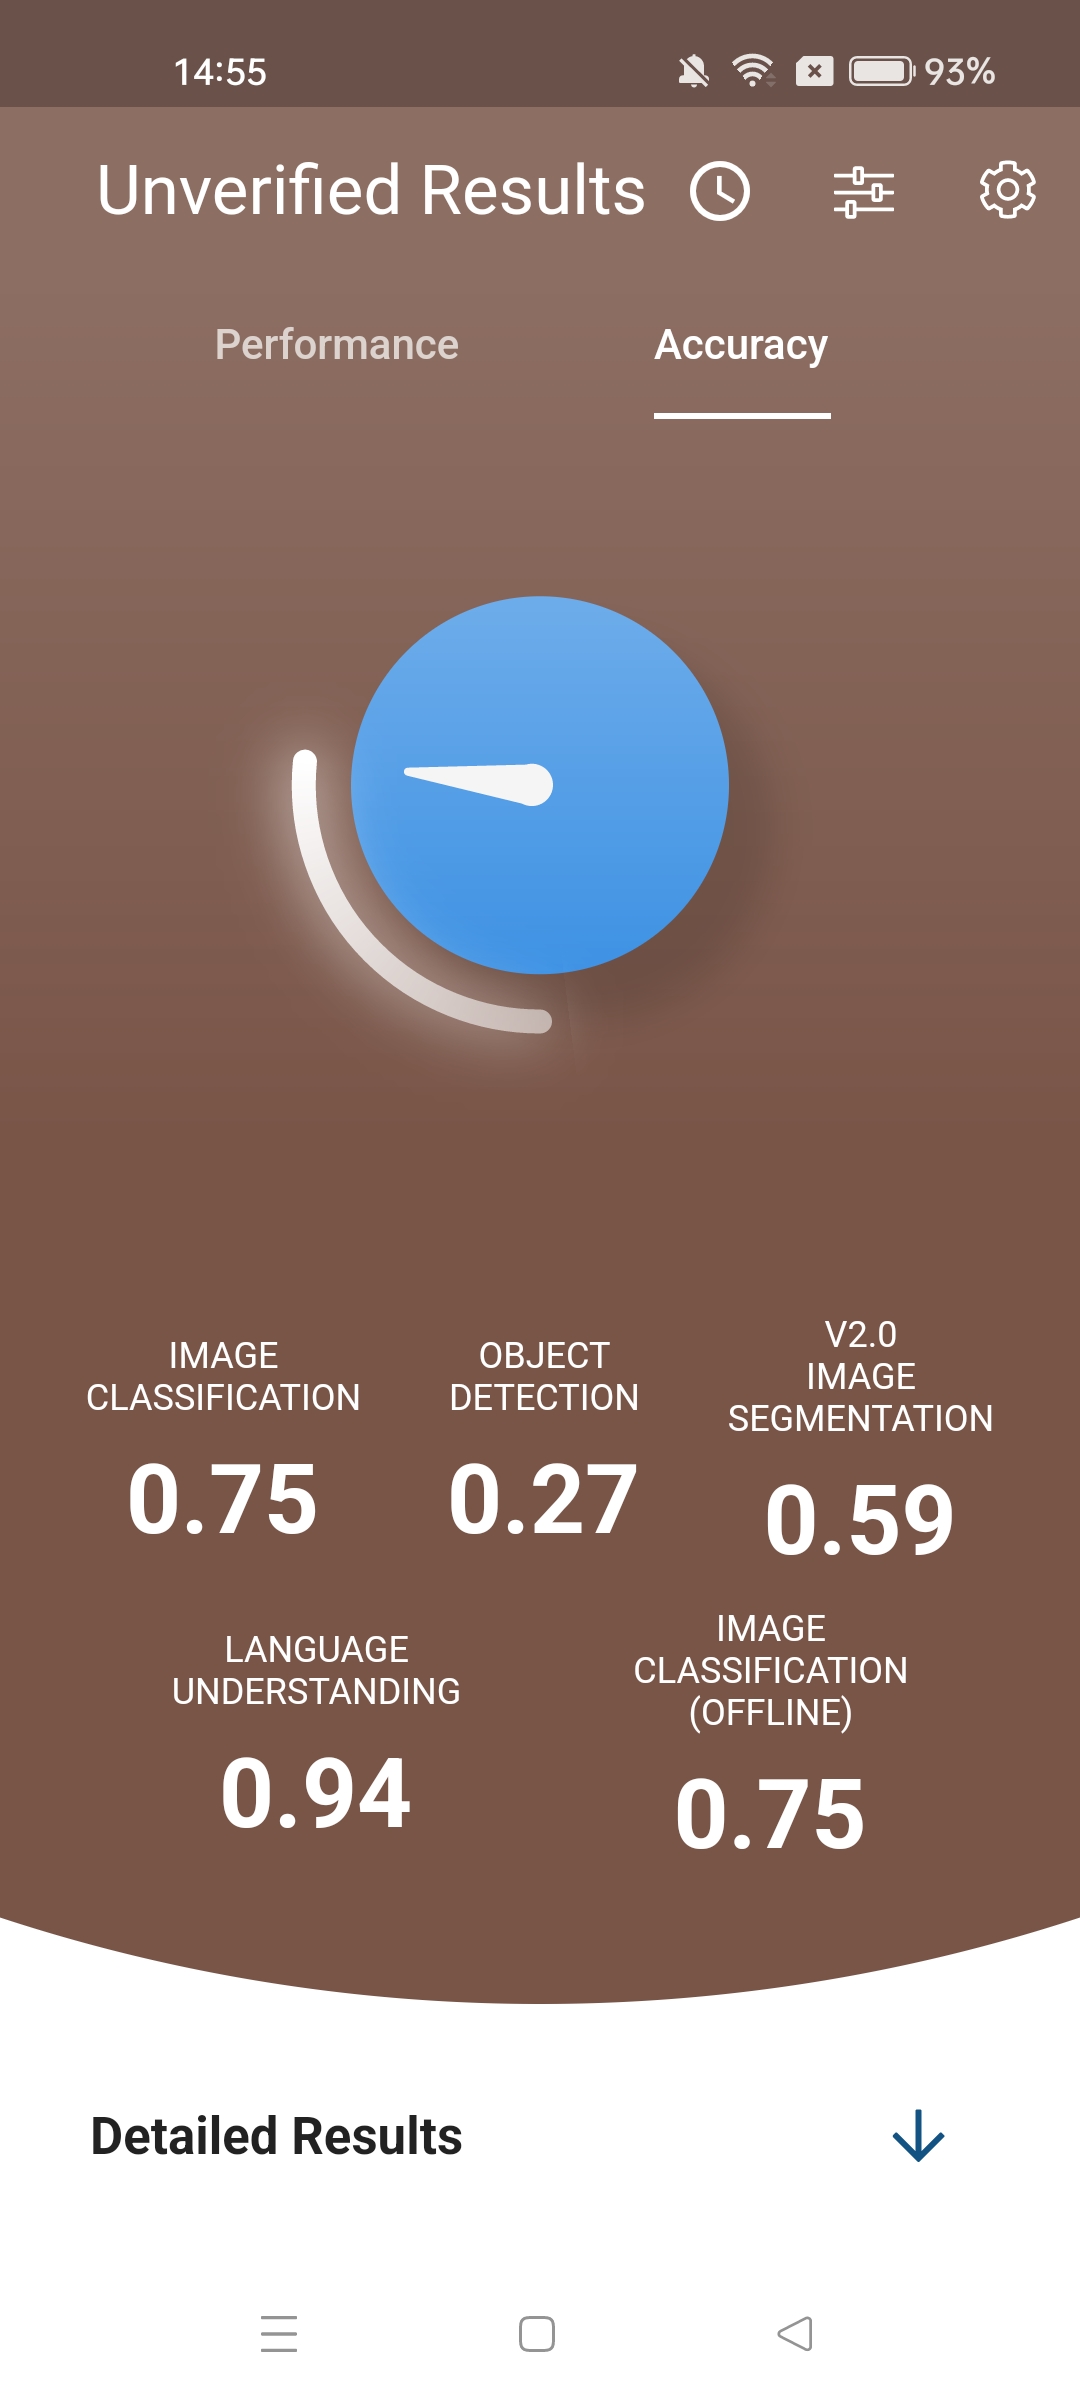 14:55
93%
Unverified Results
Performance
Accuracy
IMAGE
CLASSIFICATION
0.75
OBJECT
DETECTION
0.27
V2.0
IMAGE
SEGMENTATION
0.59
LANGUAGE
UNDERSTANDING
0.94
IMAGE
CLASSIFICATION
(OFFLINE)
0.75
Detailed Results